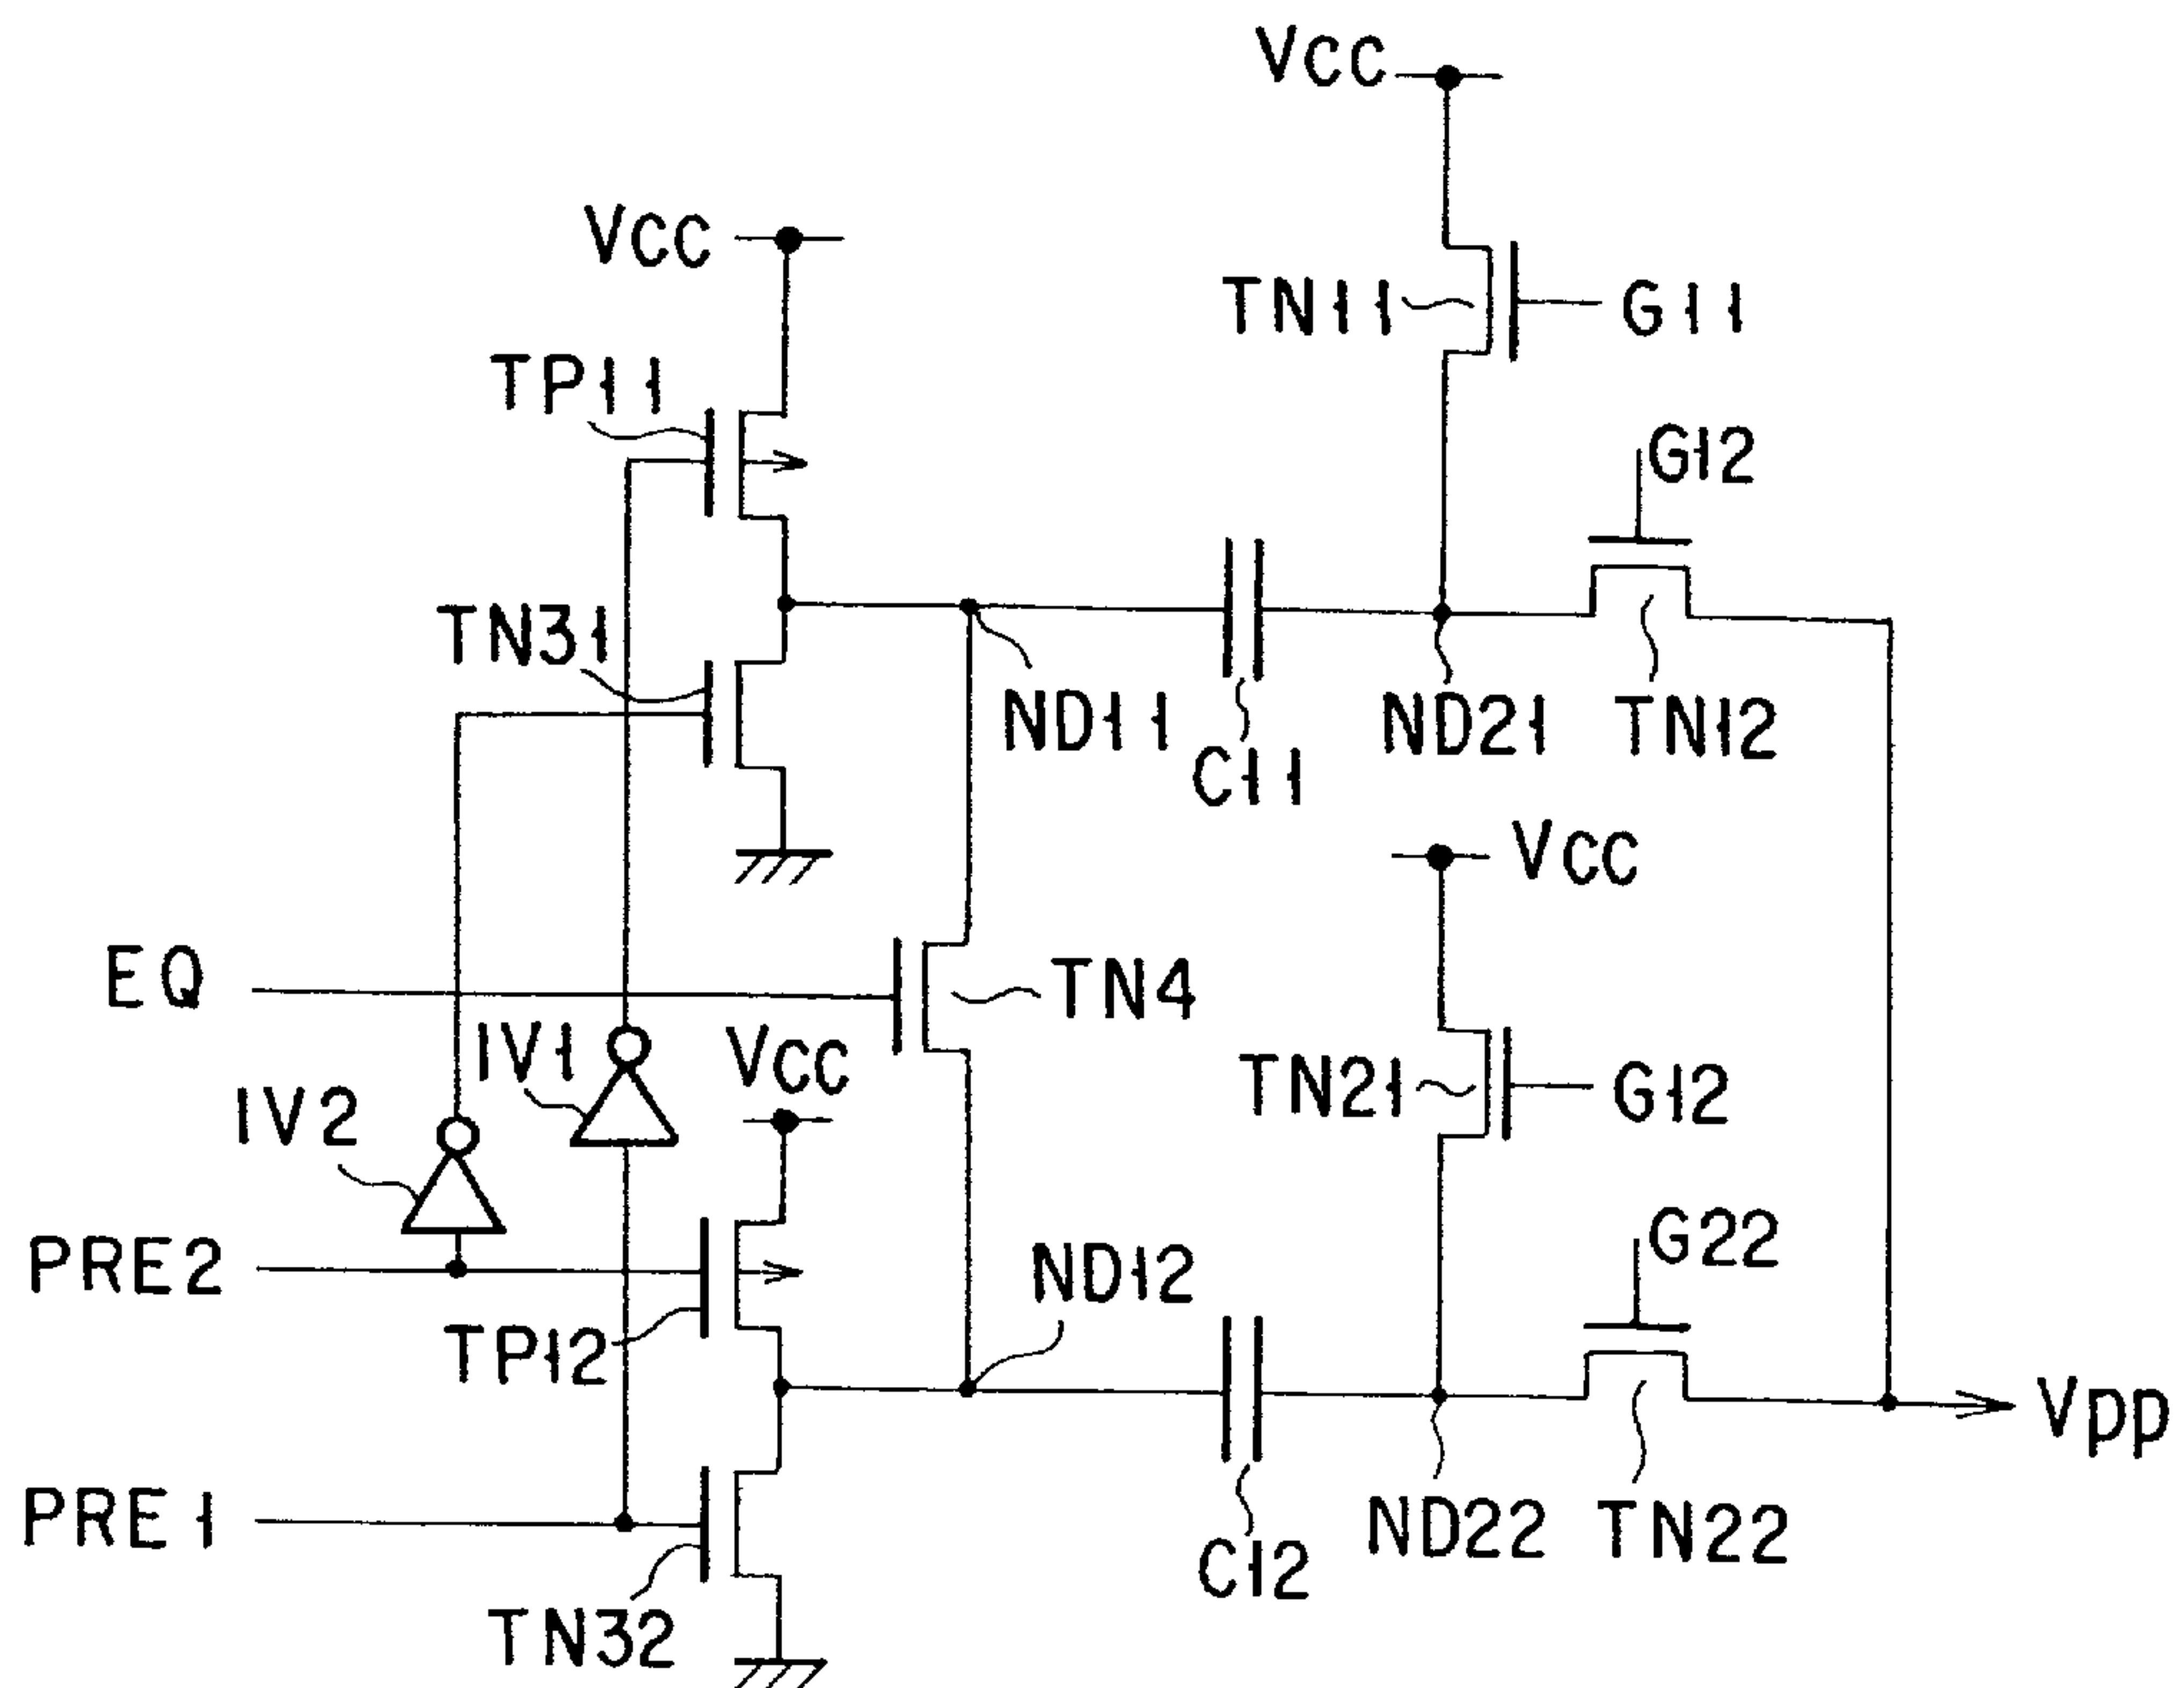 VCC
VCC
TN11
G11
TP11
G12
TN31
ND11
C11
ND21
TN12
VCC
EQ
TN4
IV1
VCC
IV2
TN21
G12
PRE2
TP12
ND12
G22
VPP
PRE1
C12
ND22
TN22
TN32